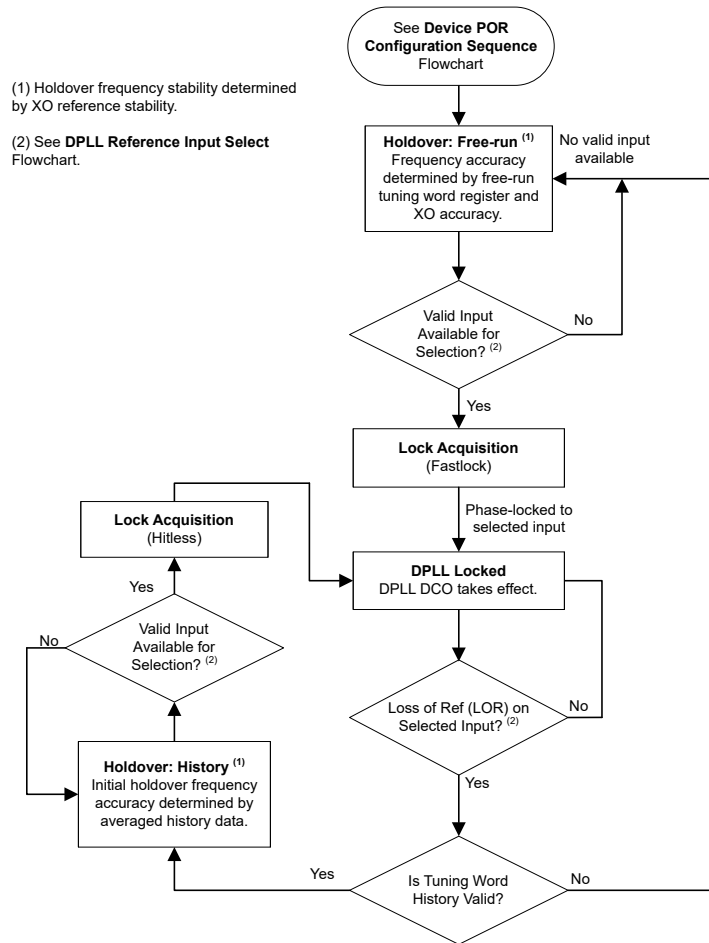 See Device POR
Configuration Sequence
Flowchart
(1) Holdover frequency stability determined
by XO reference stability.
(2) See DPLL Reference Input Select
Flowchart.
Holdover: Free-run (1)
Frequency accuracy
determined by free-run
tuning word register and
XO accuracy.
No valid input
available
Valid Input
Available for
Selection? (2)
No
Yes
Lock Acquisition
(Fastlock)
Phase-locked to
selected input
Lock Acquisition
(Hitless)
DPLL Locked
DPLL DCO takes effect.
Yes
No
Valid Input
Available for
Selection? (2)
Loss of Ref (LOR) on
Selected Input? (2)
No
Yes
Holdover: History (1)
Initial holdover frequency
accuracy determined by
averaged history data.
Is Tuning Word
History Valid?
Yes
No